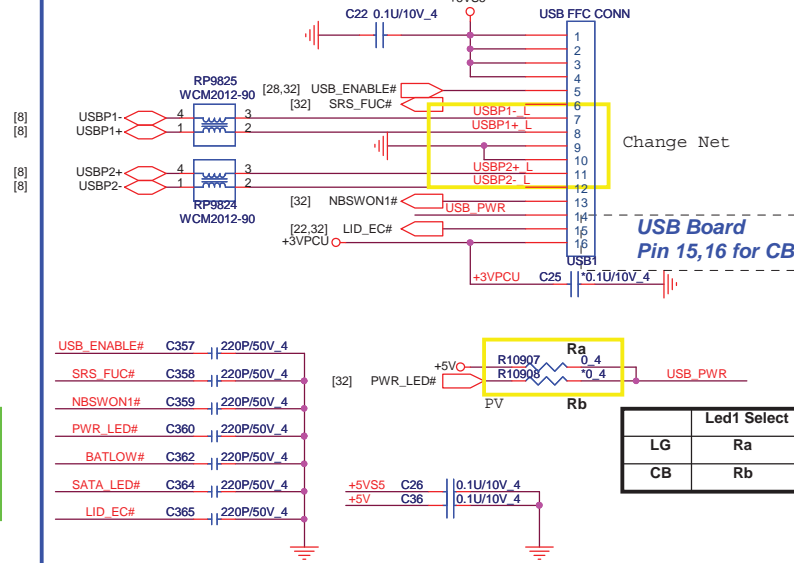 C22 0.1U/10V_4
USB FFC CONN
1
2
3
4
5
6
7
8
9
10
11
12
13
14
15
16
USB1
RP9825
WCM2012-90
[8] USBP1- 4 3 USBP1-_L
[8] USBP1+ 1 2 USBP1+_L
[28,32] USB_ENABLE#
[32] SRS_FUC#
Change Net
[8] USBP2+ 4 3 USBP2+_L
[8] USBP2- 1 2 USBP2-_L
RP9824
WCM2012-90
[32] NBSWON1#
USB_PWR
[22,32] LID_EC#
+3VPCU
USB Board
Pin 15,16 for CB
+3VPCU C25 *0.1U/10V_4
USB_ENABLE# C357 220P/50V_4
SRS_FUC# C358 220P/50V_4
NBSWON1# C359 220P/50V_4
PWR_LED# C360 220P/50V_4
BATLOW# C362 220P/50V_4
SATA_LED# C364 220P/50V_4
LID_EC# C365 220P/50V_4
Ra
+5V R10907 0_4
[32] PWR_LED# R10908 *0_4 USB_PWR
PV Rb
Led1 Select
LG Ra
CB Rb
+5VS5 C26 0.1U/10V_4
+5V C36 0.1U/10V_4